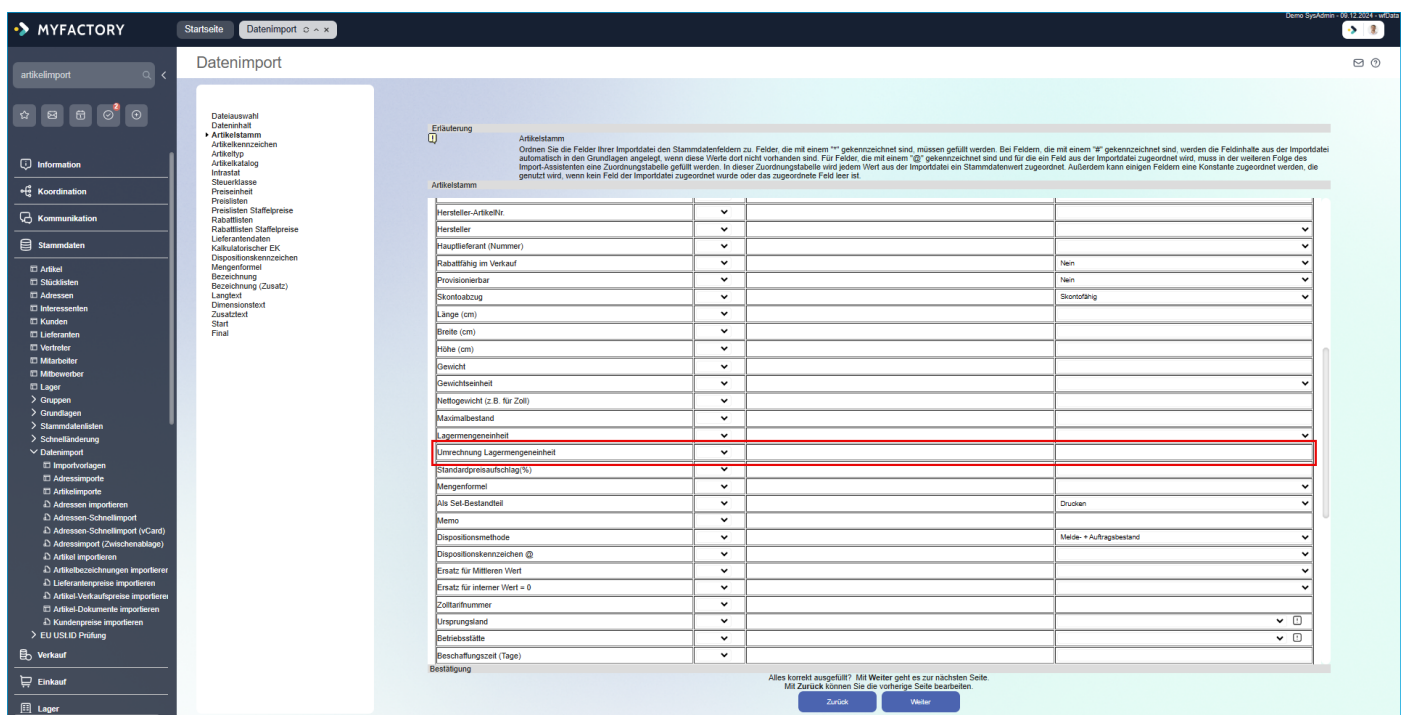 Demo SysAdmin - 09.12.2024 - wfData
MYFACTORY
Startseite
Datenimport
artikelimport
Datenimport
2
Information
Koordination
Kommunikation
Stammdaten
Artikel
Stücklisten
Adressen
Interessenten
Kunden
Lieferanten
Vertreter
Mitarbeiter
Mitbewerber
Lager
Gruppen
Grundlagen
Stammdatenlisten
Schnelländerung
Datenimport
Importvorlagen
Adressimporte
Artikelimporte
Adressen importieren
Adressen-Schnellimport
Adressen-Schnellimport (vCard)
Adressimport (Zwischenablage)
Artikel importieren
Artikelbezeichnungen importieren
Lieferantenpreise importieren
Artikel-Verkaufspreise importieren
Artikel-Dokumente importieren
Kundenpreise importieren
EU USt.ID Prüfung
Verkauf
Einkauf
Lager
Dateiauswahl
Dateninhalt
Artikelstamm
Artikelkennzeichen
Artikeltyp
Artikelkatalog
Intrastat
Steuerklasse
Preiseinheit
Preislisten
Preislisten Staffelpreise
Rabattlisten
Rabattlisten Staffelpreise
Lieferantendaten
Kalkulatorischer EK
Dispositionskennzeichen
Mengenformel
Bezeichnung
Bezeichnung (Zusatz)
Langtext
Dimensionstext
Zusatztext
Start
Final
Erläuterung
Artikelstamm
Ordnen Sie die Felder Ihrer Importdatei den Stammdatenfeldern zu. Felder, die mit einem "*" gekennzeichnet sind, müssen gefüllt werden. Bei Feldern, die mit einem "#" gekennzeichnet sind, werden die Feldinhalte aus der Importdatei
automatisch in den Grundlagen angelegt, wenn diese Werte dort nicht vorhanden sind. Für Felder, die mit einem "@" gekennzeichnet sind und für die ein Feld aus der Importdatei zugeordnet wird, muss in der weiteren Folge des
Import-Assistenten eine Zuordnungstabelle gefüllt werden. In dieser Zuordnungstabelle wird jedem Wert aus der Importdatei ein Stammdatenwert zugeordnet. Außerdem kann einigen Feldern eine Konstante zugeordnet werden, die
genutzt wird, wenn kein Feld der Importdatei zugeordnet wurde oder das zugeordnete Feld leer ist.
Artikelstamm
Hersteller-ArtikelNr.
Hersteller
Hauptlieferant (Nummer)
Rabattfähig im Verkauf Nein
Provisionierbar Nein
Skontoabzug Skontofähig
Länge (cm)
Breite (cm)
Höhe (cm)
Gewicht
Gewichtseinheit
Nettogewicht (z.B. für Zoll)
Maximalbestand
Lagermengeneinheit
Umrechnung Lagermengeneinheit
Standardpreisaufschlag(%)
Mengenformel
Als Set-Bestandteil Drucken
Memo
Dispositionsmethode Melde- + Auftragsbestand
Dispositionskennzeichen @
Ersatz für Mittleren Wert
Ersatz für interner Wert = 0
Zolltarifnummer
Ursprungsland
Betriebsstätte
Beschaffungszeit (Tage)
Bestätigung
Alles korrekt ausgefüllt? Mit Weiter geht es zur nächsten Seite.
Mit Zurück können Sie die vorherige Seite bearbeiten.
Zurück
Weiter